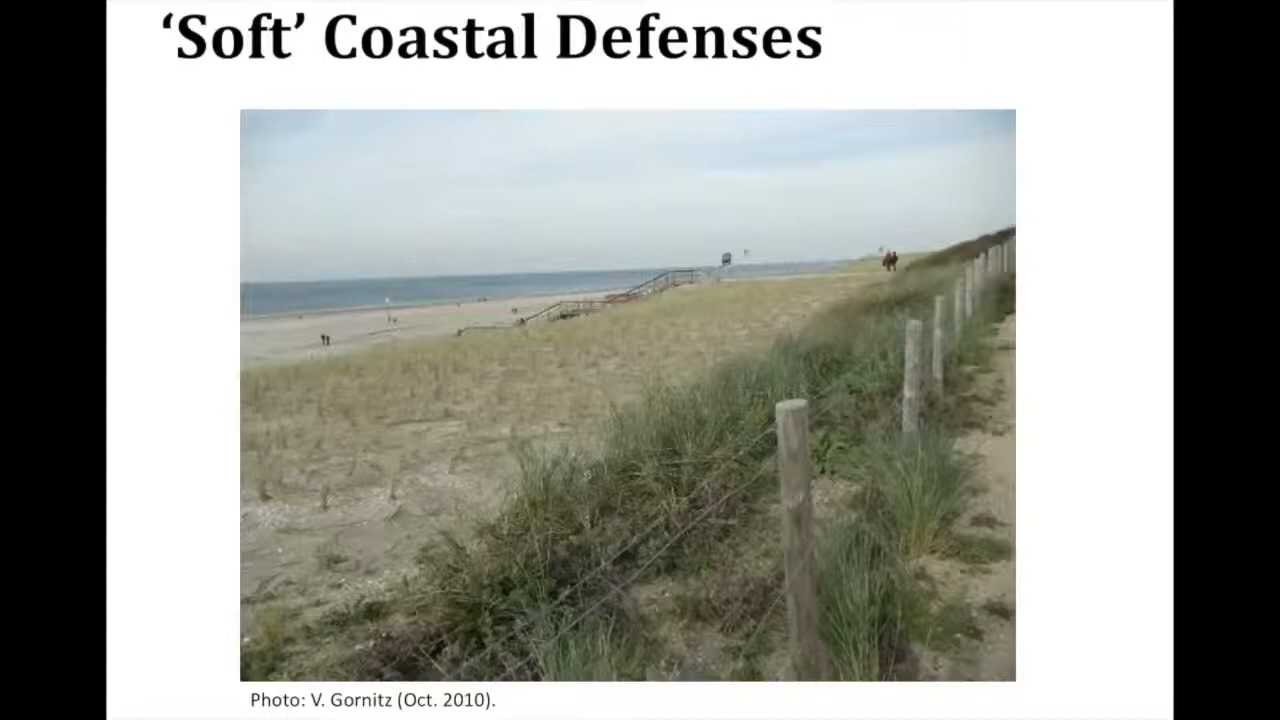 ‘Soft’ Coastal Defenses
Photo: V. Gornitz (Oct. 2010).